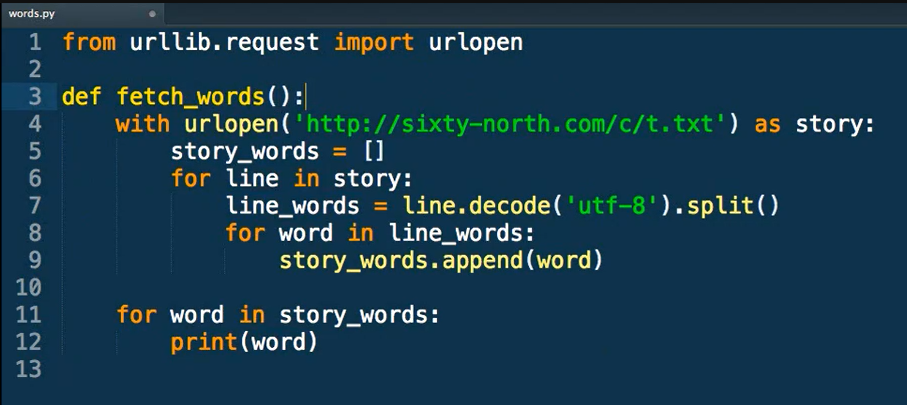 words.py
1 from urllib.request import urlopen
2
3 def fetch_words():
4     with urlopen('http://sixty-north.com/c/t.txt') as story:
5         story_words = []
6         for line in story:
7             line_words = line.decode('utf-8').split()
8             for word in line_words:
9                 story_words.append(word)
10
11     for word in story_words:
12         print(word)
13